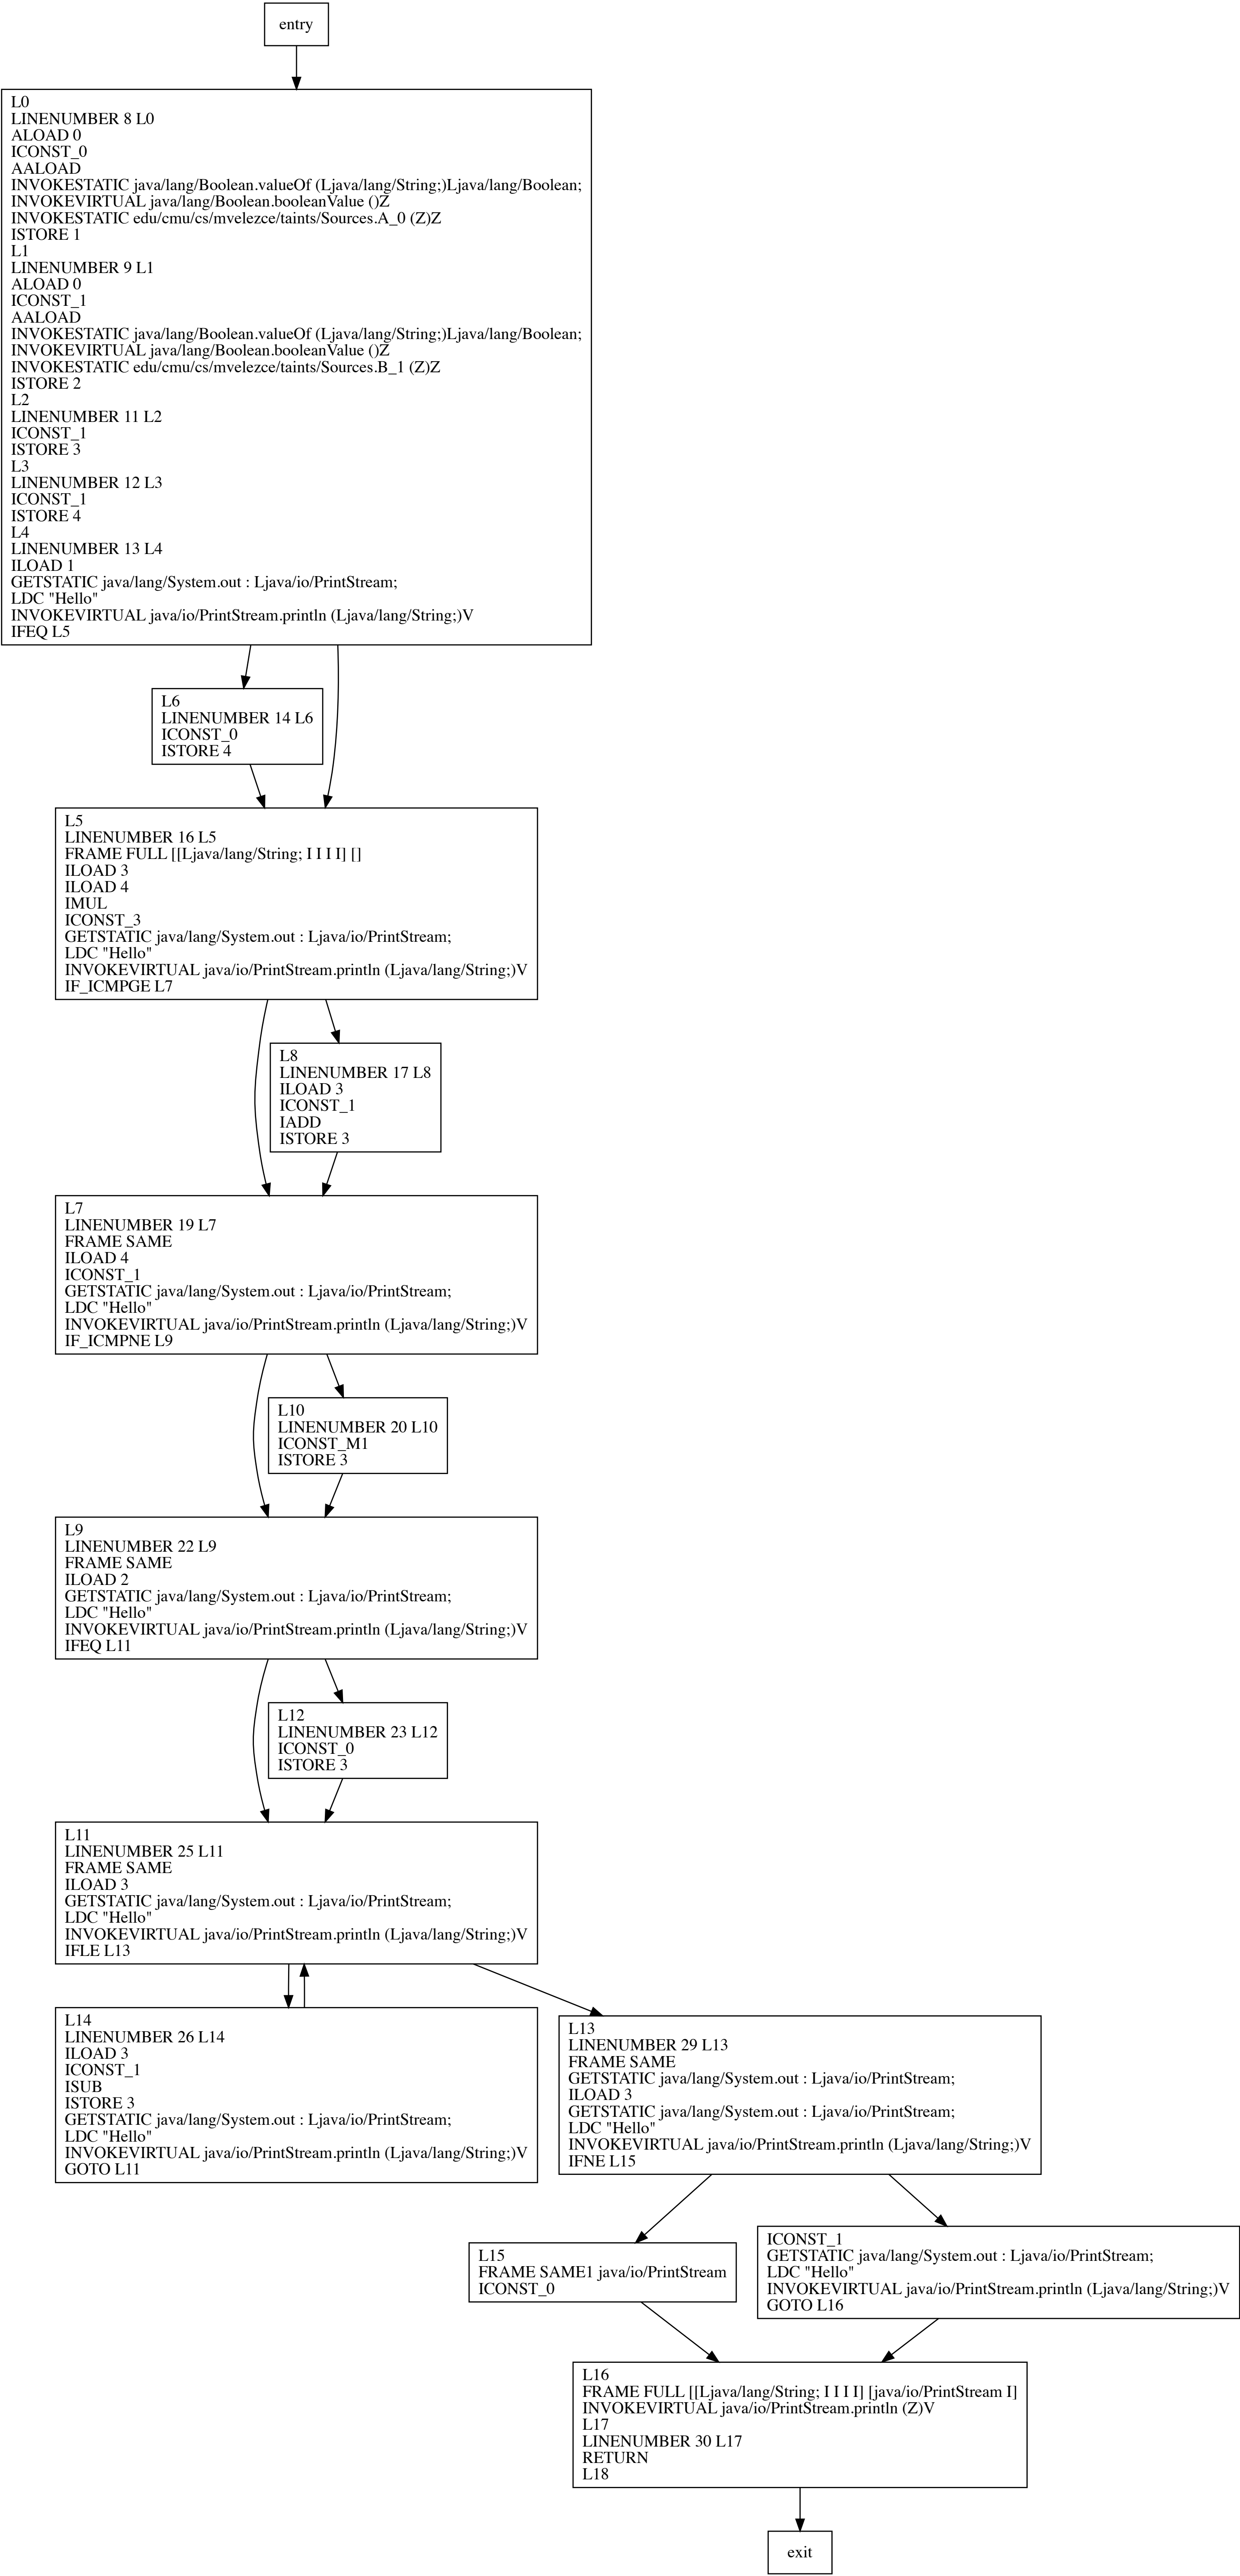 entry
L0
LINENUMBER 8 L0
ALOAD 0
ICONST_0
AALOAD
INVOKESTATIC java/lang/Boolean.valueOf (Ljava/lang/String;)Ljava/lang/Boolean;
INVOKEVIRTUAL java/lang/Boolean.booleanValue ()Z
INVOKESTATIC edu/cmu/cs/mvelezce/taints/Sources.A_0 (Z)Z
ISTORE 1
L1
LINENUMBER 9 L1
ALOAD 0
ICONST_1
AALOAD
INVOKESTATIC java/lang/Boolean.valueOf (Ljava/lang/String;)Ljava/lang/Boolean;
INVOKEVIRTUAL java/lang/Boolean.booleanValue ()Z
INVOKESTATIC edu/cmu/cs/mvelezce/taints/Sources.B_1 (Z)Z
ISTORE 2
L2
LINENUMBER 11 L2
ICONST_1
ISTORE 3
L3
LINENUMBER 12 L3
ICONST_1
ISTORE 4
L4
LINENUMBER 13 L4
ILOAD 1
GETSTATIC java/lang/System.out : Ljava/io/PrintStream;
LDC "Hello"
INVOKEVIRTUAL java/io/PrintStream.println (Ljava/lang/String;)V
IFEQ L5
L6
LINENUMBER 14 L6
ICONST_0
ISTORE 4
L5
LINENUMBER 16 L5
FRAME FULL [[Ljava/lang/String; I I I I] []
ILOAD 3
ILOAD 4
IMUL
ICONST_3
GETSTATIC java/lang/System.out : Ljava/io/PrintStream;
LDC "Hello"
INVOKEVIRTUAL java/io/PrintStream.println (Ljava/lang/String;)V
IF_ICMPGE L7
L8
LINENUMBER 17 L8
ILOAD 3
ICONST_1
IADD
ISTORE 3
L7
LINENUMBER 19 L7
FRAME SAME
ILOAD 4
ICONST_1
GETSTATIC java/lang/System.out : Ljava/io/PrintStream;
LDC "Hello"
INVOKEVIRTUAL java/io/PrintStream.println (Ljava/lang/String;)V
IF_ICMPNE L9
L10
LINENUMBER 20 L10
ICONST_M1
ISTORE 3
L9
LINENUMBER 22 L9
FRAME SAME
ILOAD 2
GETSTATIC java/lang/System.out : Ljava/io/PrintStream;
LDC "Hello"
INVOKEVIRTUAL java/io/PrintStream.println (Ljava/lang/String;)V
IFEQ L11
L12
LINENUMBER 23 L12
ICONST_0
ISTORE 3
L11
LINENUMBER 25 L11
FRAME SAME
ILOAD 3
GETSTATIC java/lang/System.out : Ljava/io/PrintStream;
LDC "Hello"
INVOKEVIRTUAL java/io/PrintStream.println (Ljava/lang/String;)V
IFLE L13
L14
LINENUMBER 26 L14
ILOAD 3
ICONST_1
ISUB
ISTORE 3
GETSTATIC java/lang/System.out : Ljava/io/PrintStream;
LDC "Hello"
INVOKEVIRTUAL java/io/PrintStream.println (Ljava/lang/String;)V
GOTO L11
L13
LINENUMBER 29 L13
FRAME SAME
GETSTATIC java/lang/System.out : Ljava/io/PrintStream;
ILOAD 3
GETSTATIC java/lang/System.out : Ljava/io/PrintStream;
LDC "Hello"
INVOKEVIRTUAL java/io/PrintStream.println (Ljava/lang/String;)V
IFNE L15
L15
FRAME SAME1 java/io/PrintStream
ICONST_0
ICONST_1
GETSTATIC java/lang/System.out : Ljava/io/PrintStream;
LDC "Hello"
INVOKEVIRTUAL java/io/PrintStream.println (Ljava/lang/String;)V
GOTO L16
L16
FRAME FULL [[Ljava/lang/String; I I I I] [java/io/PrintStream I]
INVOKEVIRTUAL java/io/PrintStream.println (Z)V
L17
LINENUMBER 30 L17
RETURN
L18
exit